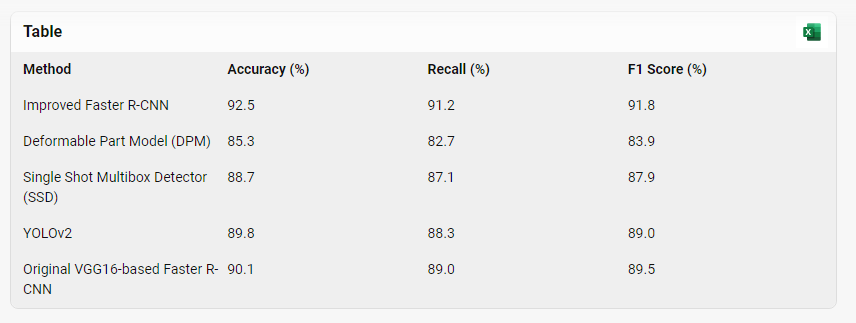 Table
Method Accuracy (%) Recall (%) F1 Score (%)
Improved Faster R-CNN 92.5 91.2 91.8
Deformable Part Model (DPM) 85.3 82.7 83.9
Single Shot Multibox Detector 88.7 87.1 87.9
(SSD)
YOLOv2 89.8 88.3 89.0
Original VGG16-based Faster R- 90.1 89.0 89.5
CNN